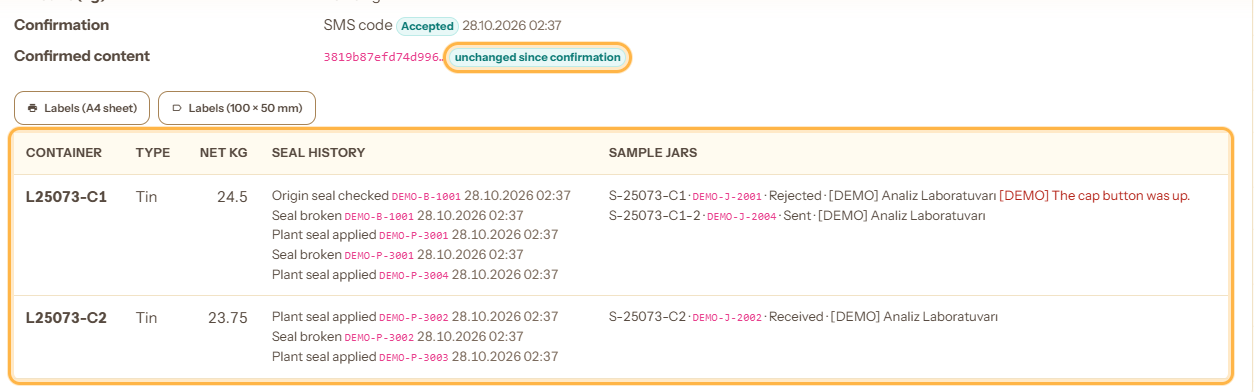 Confirmation SMS code Accepted 28.10.2026 02:37
Confirmed content 3819b87efd74d996… unchanged since confirmation
Labels (A4 sheet) Labels (100 × 50 mm)
CONTAINER TYPE NET KG SEAL HISTORY SAMPLE JARS
L25073-C1 Tin 24.5 Origin seal checked DEMO-B-1001 28.10.2026 02:37 S-25073-C1 · DEMO-J-2001 · Rejected · [DEMO] Analiz Laboratuvarı [DEMO] The cap button was up.
Seal broken DEMO-B-1001 28.10.2026 02:37 S-25073-C1-2 · DEMO-J-2004 · Sent · [DEMO] Analiz Laboratuvarı
Plant seal applied DEMO-P-3001 28.10.2026 02:37
Seal broken DEMO-P-3001 28.10.2026 02:37
Plant seal applied DEMO-P-3004 28.10.2026 02:37
L25073-C2 Tin 23.75 Plant seal applied DEMO-P-3002 28.10.2026 02:37 S-25073-C2 · DEMO-J-2002 · Received · [DEMO] Analiz Laboratuvarı
Seal broken DEMO-P-3002 28.10.2026 02:37
Plant seal applied DEMO-P-3003 28.10.2026 02:37